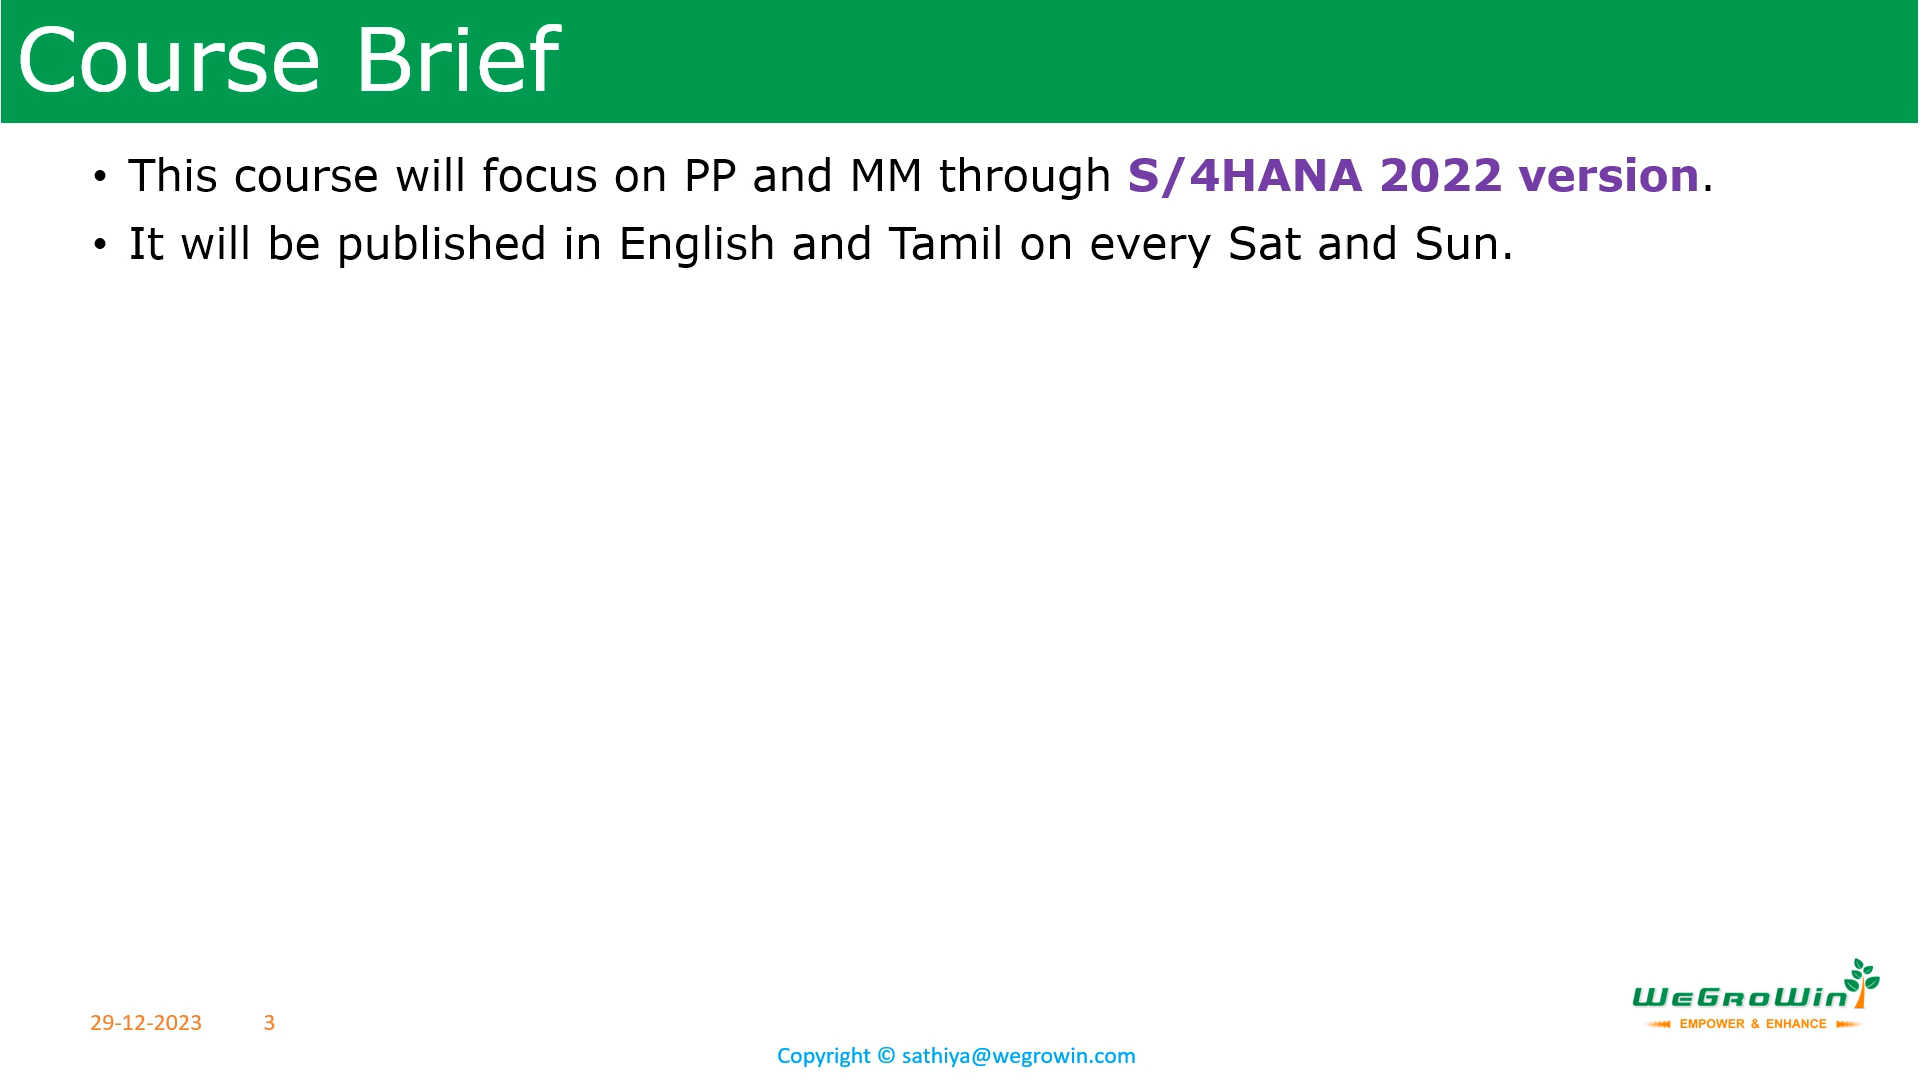 Course Brief
• This course will focus on PP and MM through S/4HANA 2022 version.
• It will be published in English and Tamil on every Sat and Sun.
WeGroWin
EMPOWER & ENHANCE
29-12-2023 3
Copyright © sathiya@wegrowin.com